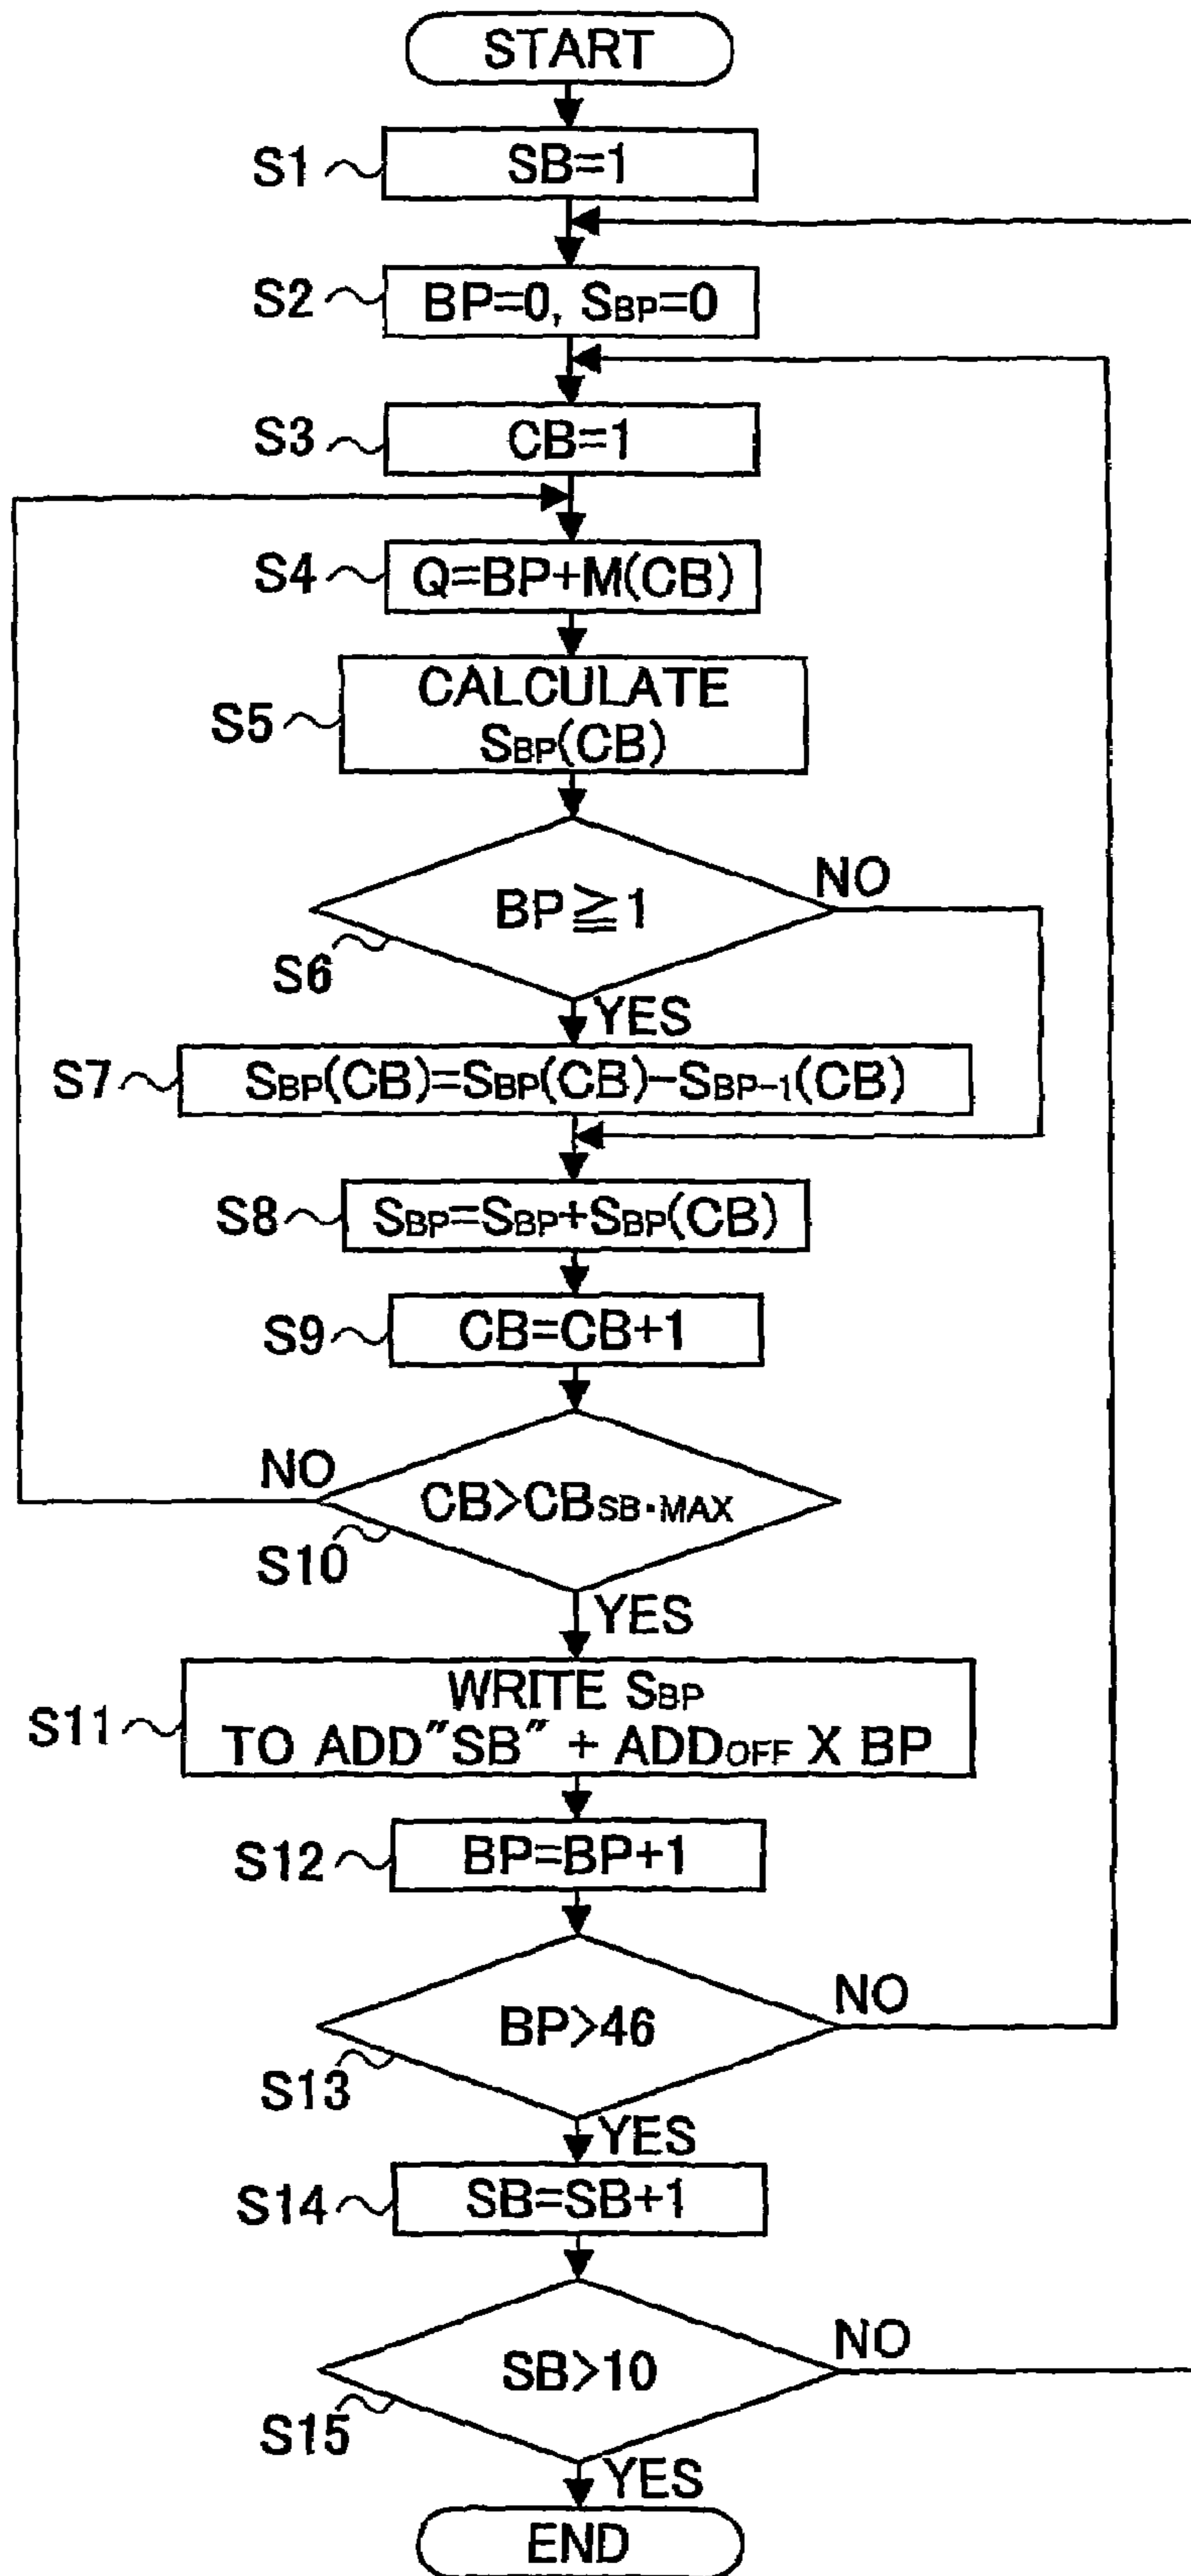 START
S1
SB=1
S2
BP=0, SBP=0
S3
CB=1
S4
Q=BP+M(CB)
S5
CALCULATE
SBP(CB)
BP≧1
NO
S6
YES
S7
SBP(CB)=SBP(CB)-SBP-1(CB)
S8
SBP=SBP+SBP(CB)
S9
CB=CB+1
NO
CB>CBSB·MAX
S10
YES
S11
WRITE SBP
TO ADD"SB" + ADDOFF X BP
S12
BP=BP+1
BP>46
NO
S13
YES
S14
SB=SB+1
SB>10
NO
S15
YES
END